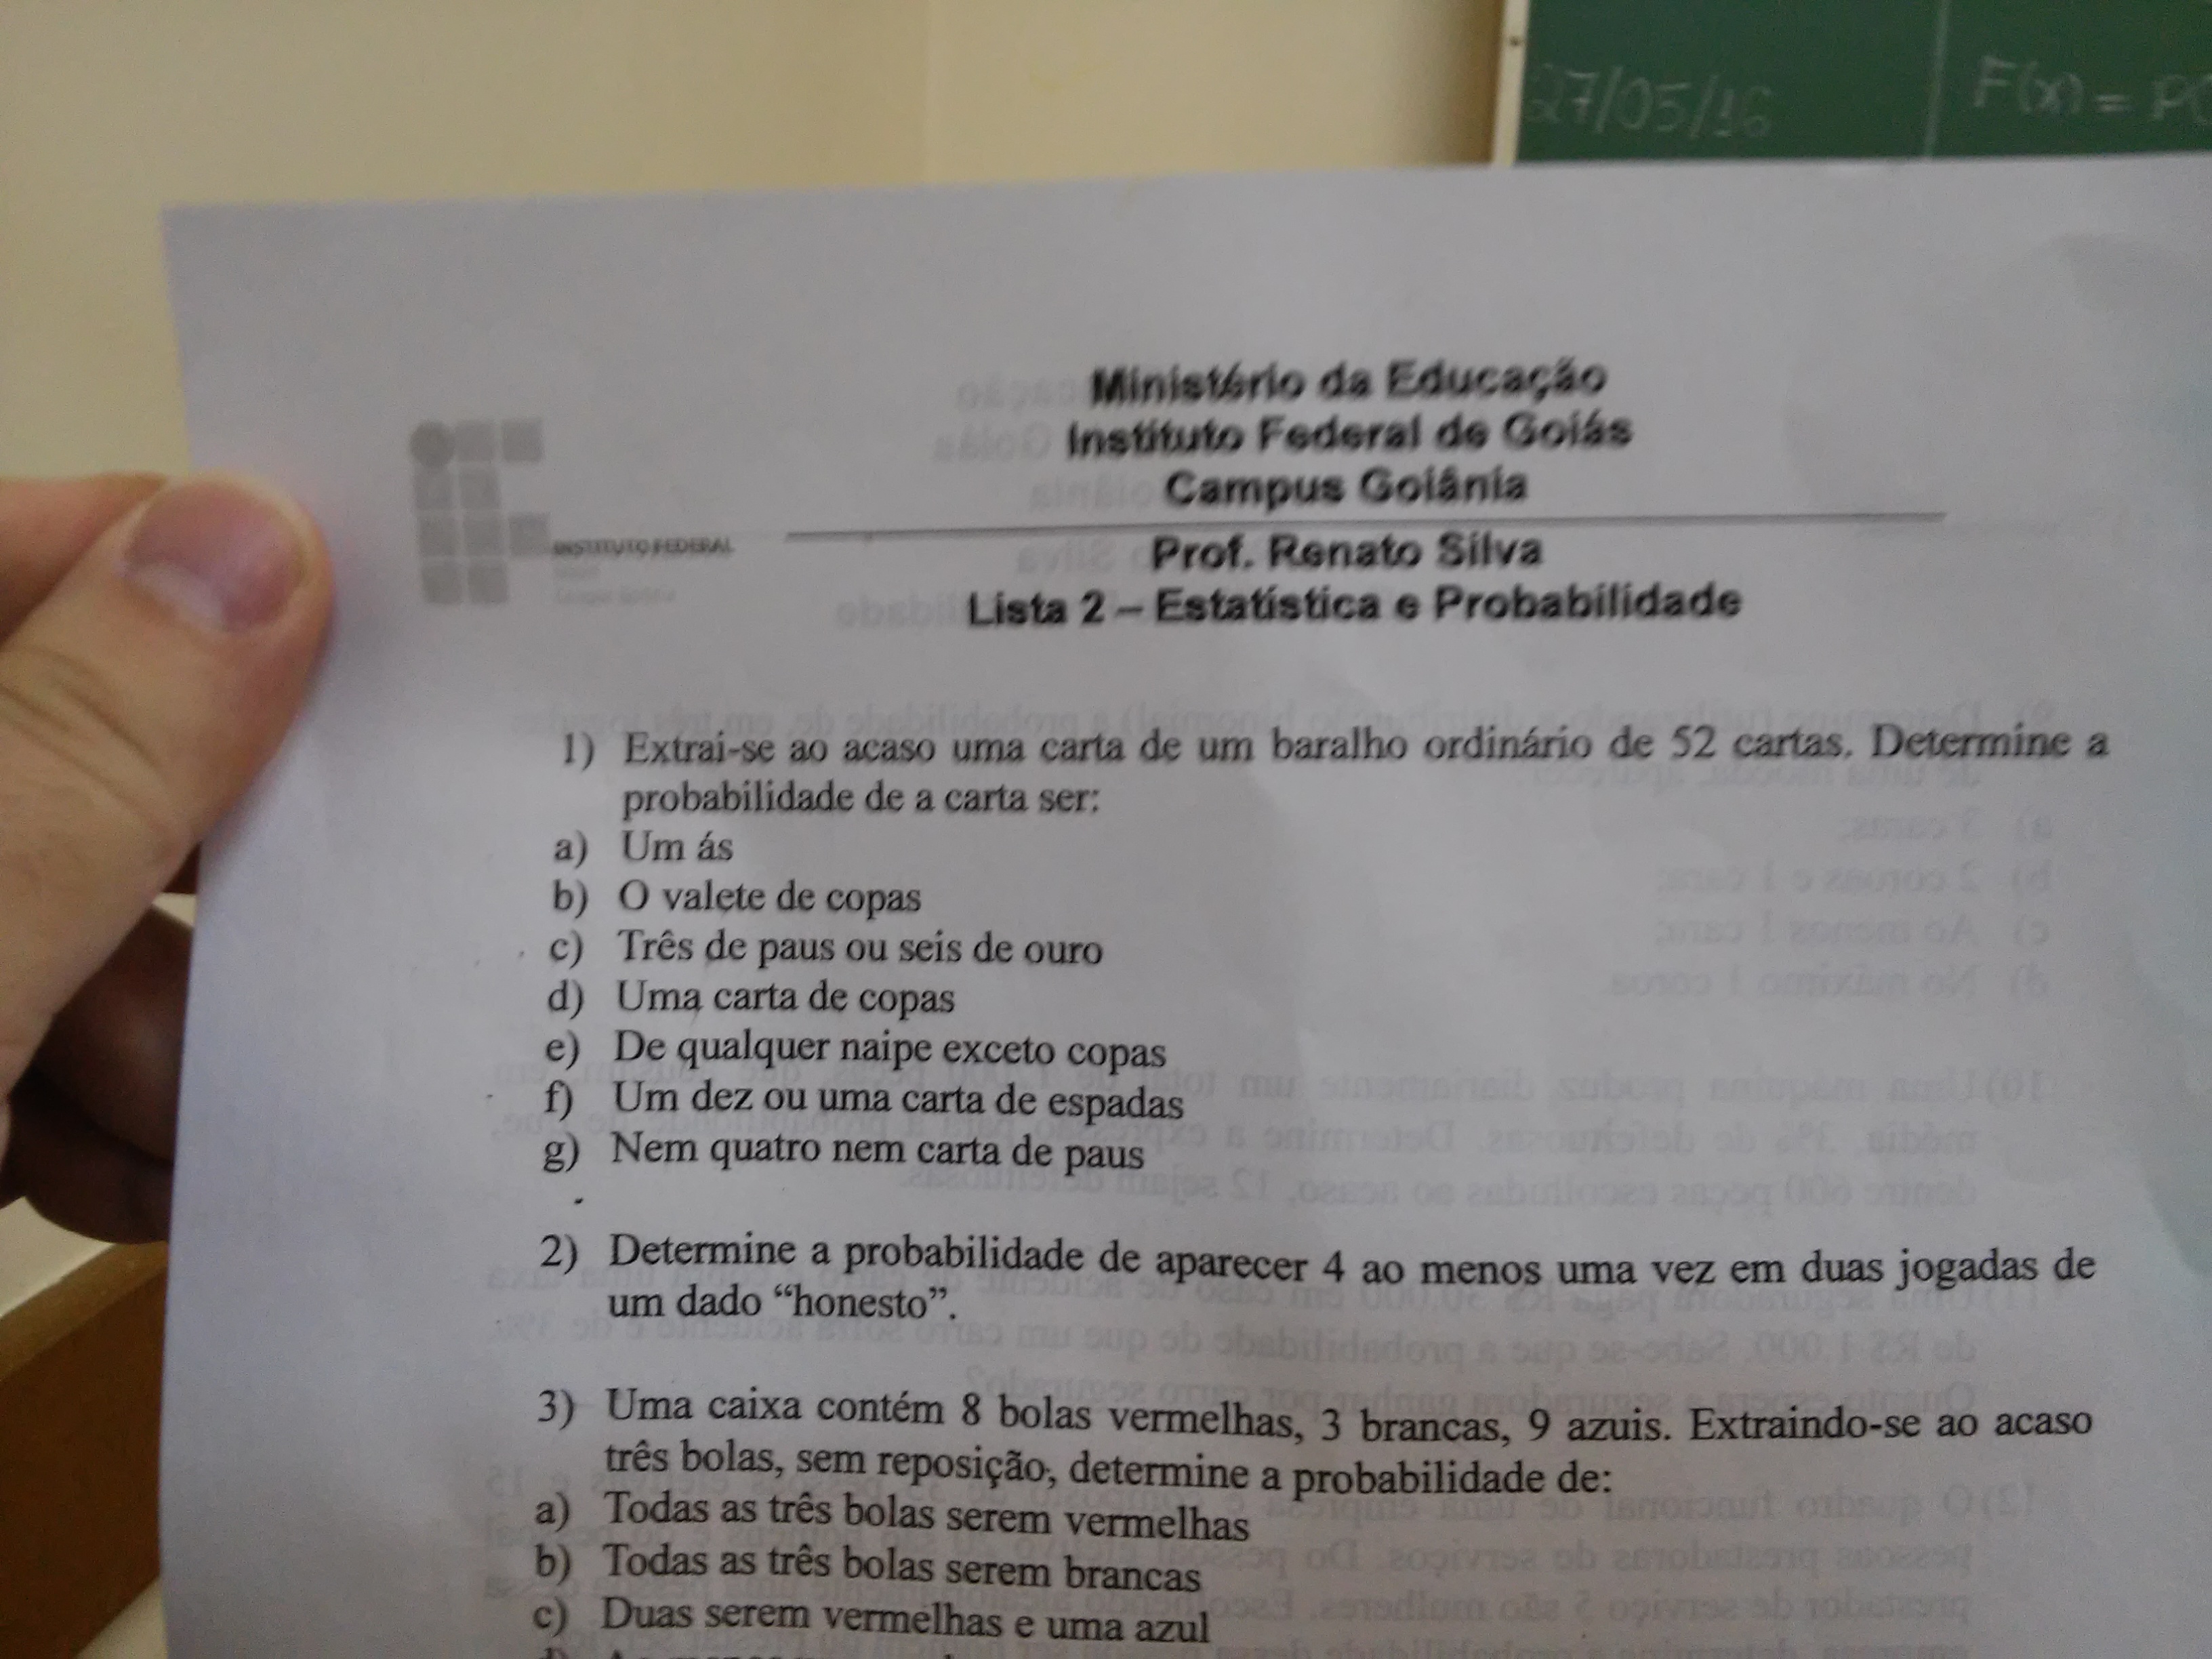 27/05/16
F(x) = P(
Ministério da Educação
Instituto Federal de Goiás
Campus Goiânia
INSTITUTO FEDERAL
Prof. Renato Silva
Lista 2 – Estatística e Probabilidade
1) Extrai-se ao acaso uma carta de um baralho ordinário de 52 cartas. Determine a
probabilidade de a carta ser:
a) Um ás
b) O valete de copas
c) Três de paus ou seis de ouro
d) Uma carta de copas
e) De qualquer naipe exceto copas
f) Um dez ou uma carta de espadas
g) Nem quatro nem carta de paus
2) Determine a probabilidade de aparecer 4 ao menos uma vez em duas jogadas de
um dado “honesto”.
3) Uma caixa contém 8 bolas vermelhas, 3 brancas, 9 azuis. Extraindo-se ao acaso
três bolas, sem reposição, determine a probabilidade de:
a) Todas as três bolas serem vermelhas
b) Todas as três bolas serem brancas
c) Duas serem vermelhas e uma azul